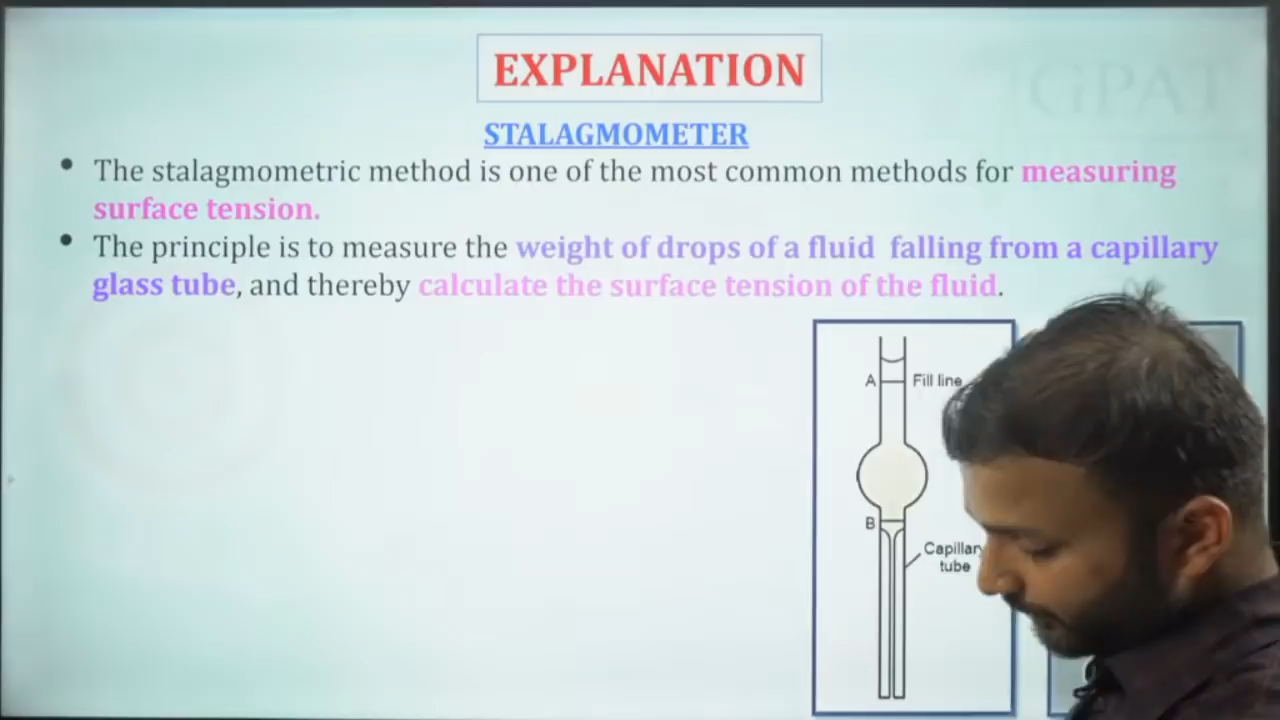 GPAT
EXPLANATION
STALAGMOMETER
• The stalagmometric method is one of the most common methods for measuring
surface tension.
• The principle is to measure the weight of drops of a fluid falling from a capillary
glass tube, and thereby calculate the surface tension of the fluid.
A
Fill line
B
Capillary
tube